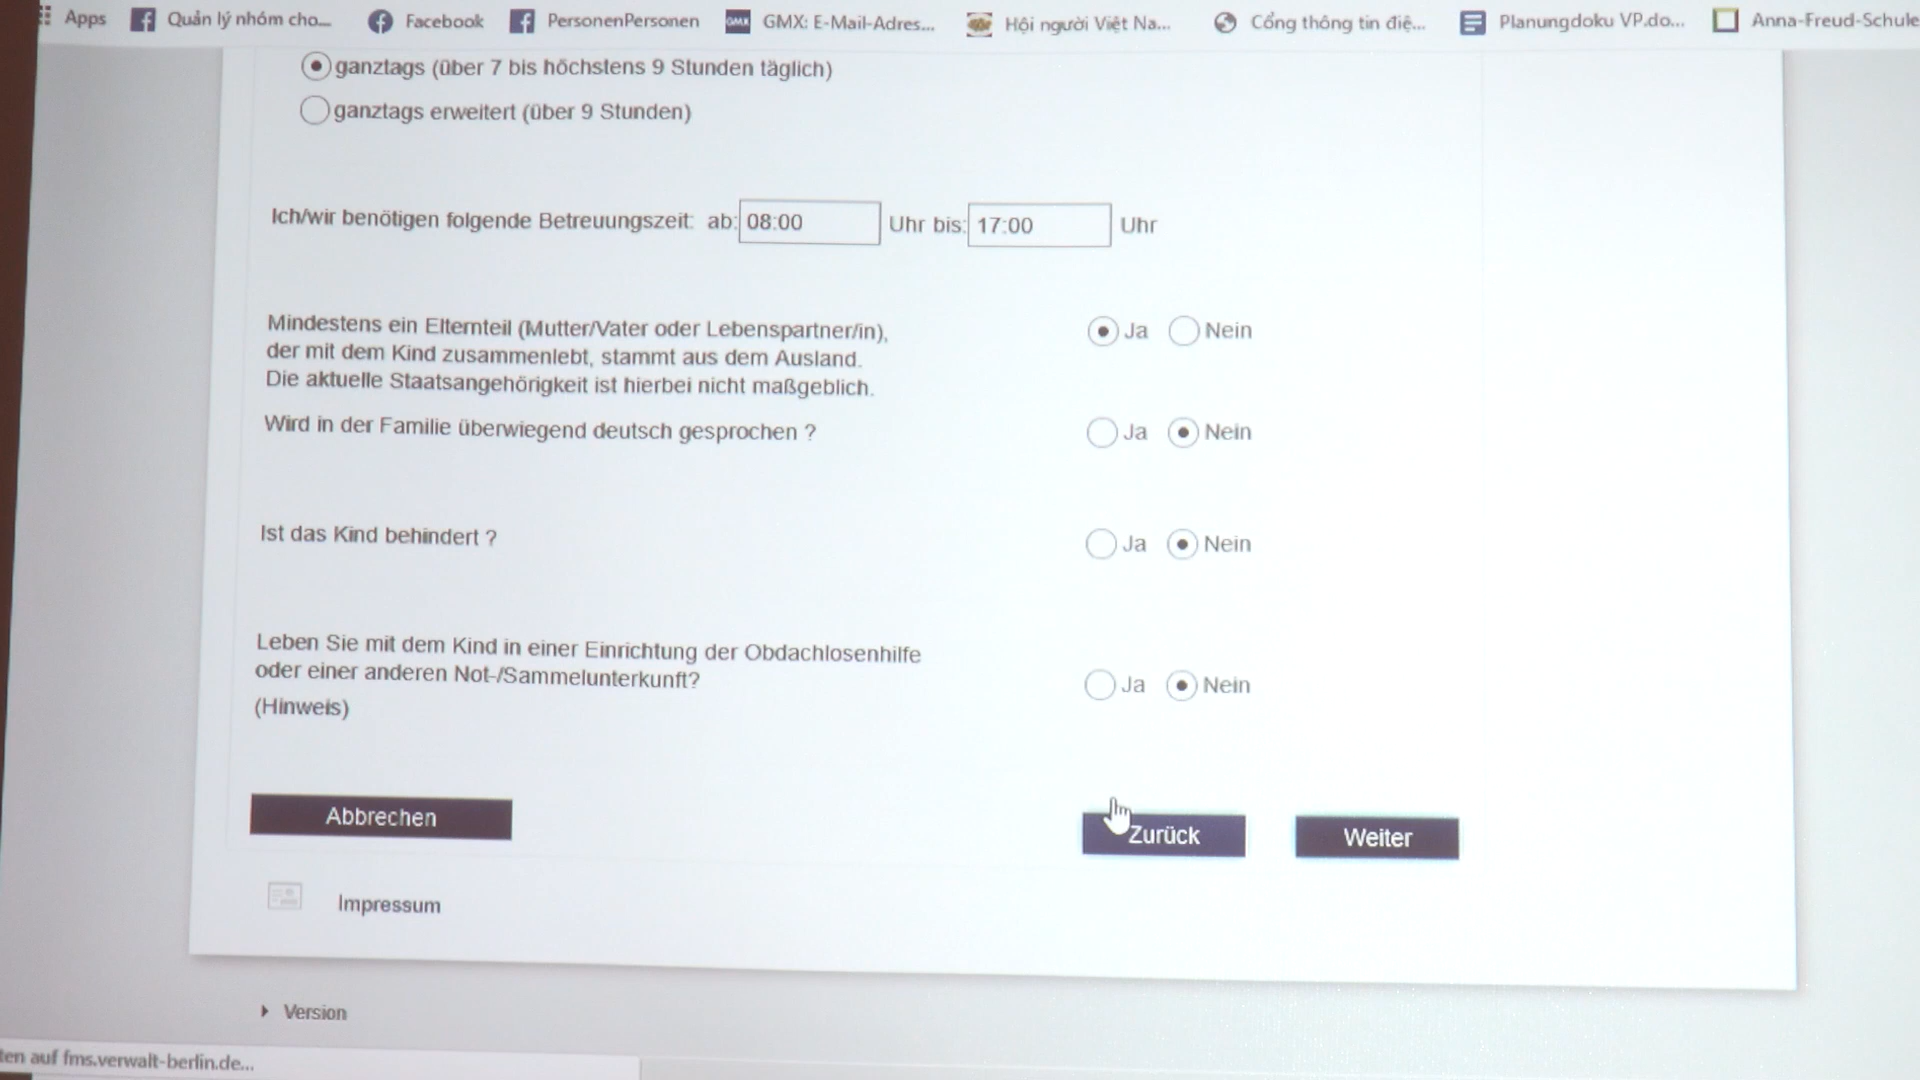 Apps Quản lý nhóm cho... Facebook PersonenPersonen GMX: E-Mail-Adres... Hội người Việt Na... Cổng thông tin điệ... Planungdoku VP.do... Anna-Freud-Schule
ganztags (über 7 bis höchstens 9 Stunden täglich)
ganztags erweitert (über 9 Stunden)
Ich/wir benötigen folgende Betreuungszeit: ab: 08:00 Uhr bis: 17:00 Uhr
Mindestens ein Elternteil (Mutter/Vater oder Lebenspartner/in), Ja Nein
der mit dem Kind zusammenlebt, stammt aus dem Ausland.
Die aktuelle Staatsangehörigkeit ist hierbei nicht maßgeblich.
Wird in der Familie überwiegend deutsch gesprochen ? Ja Nein
Ist das Kind behindert ? Ja Nein
Leben Sie mit dem Kind in einer Einrichtung der Obdachlosenhilfe
oder einer anderen Not-/Sammelunterkunft? Ja Nein
(Hinweis)
Abbrechen Zurück Weiter
Impressum
Version
ten auf fms.verwalt-berlin.de...